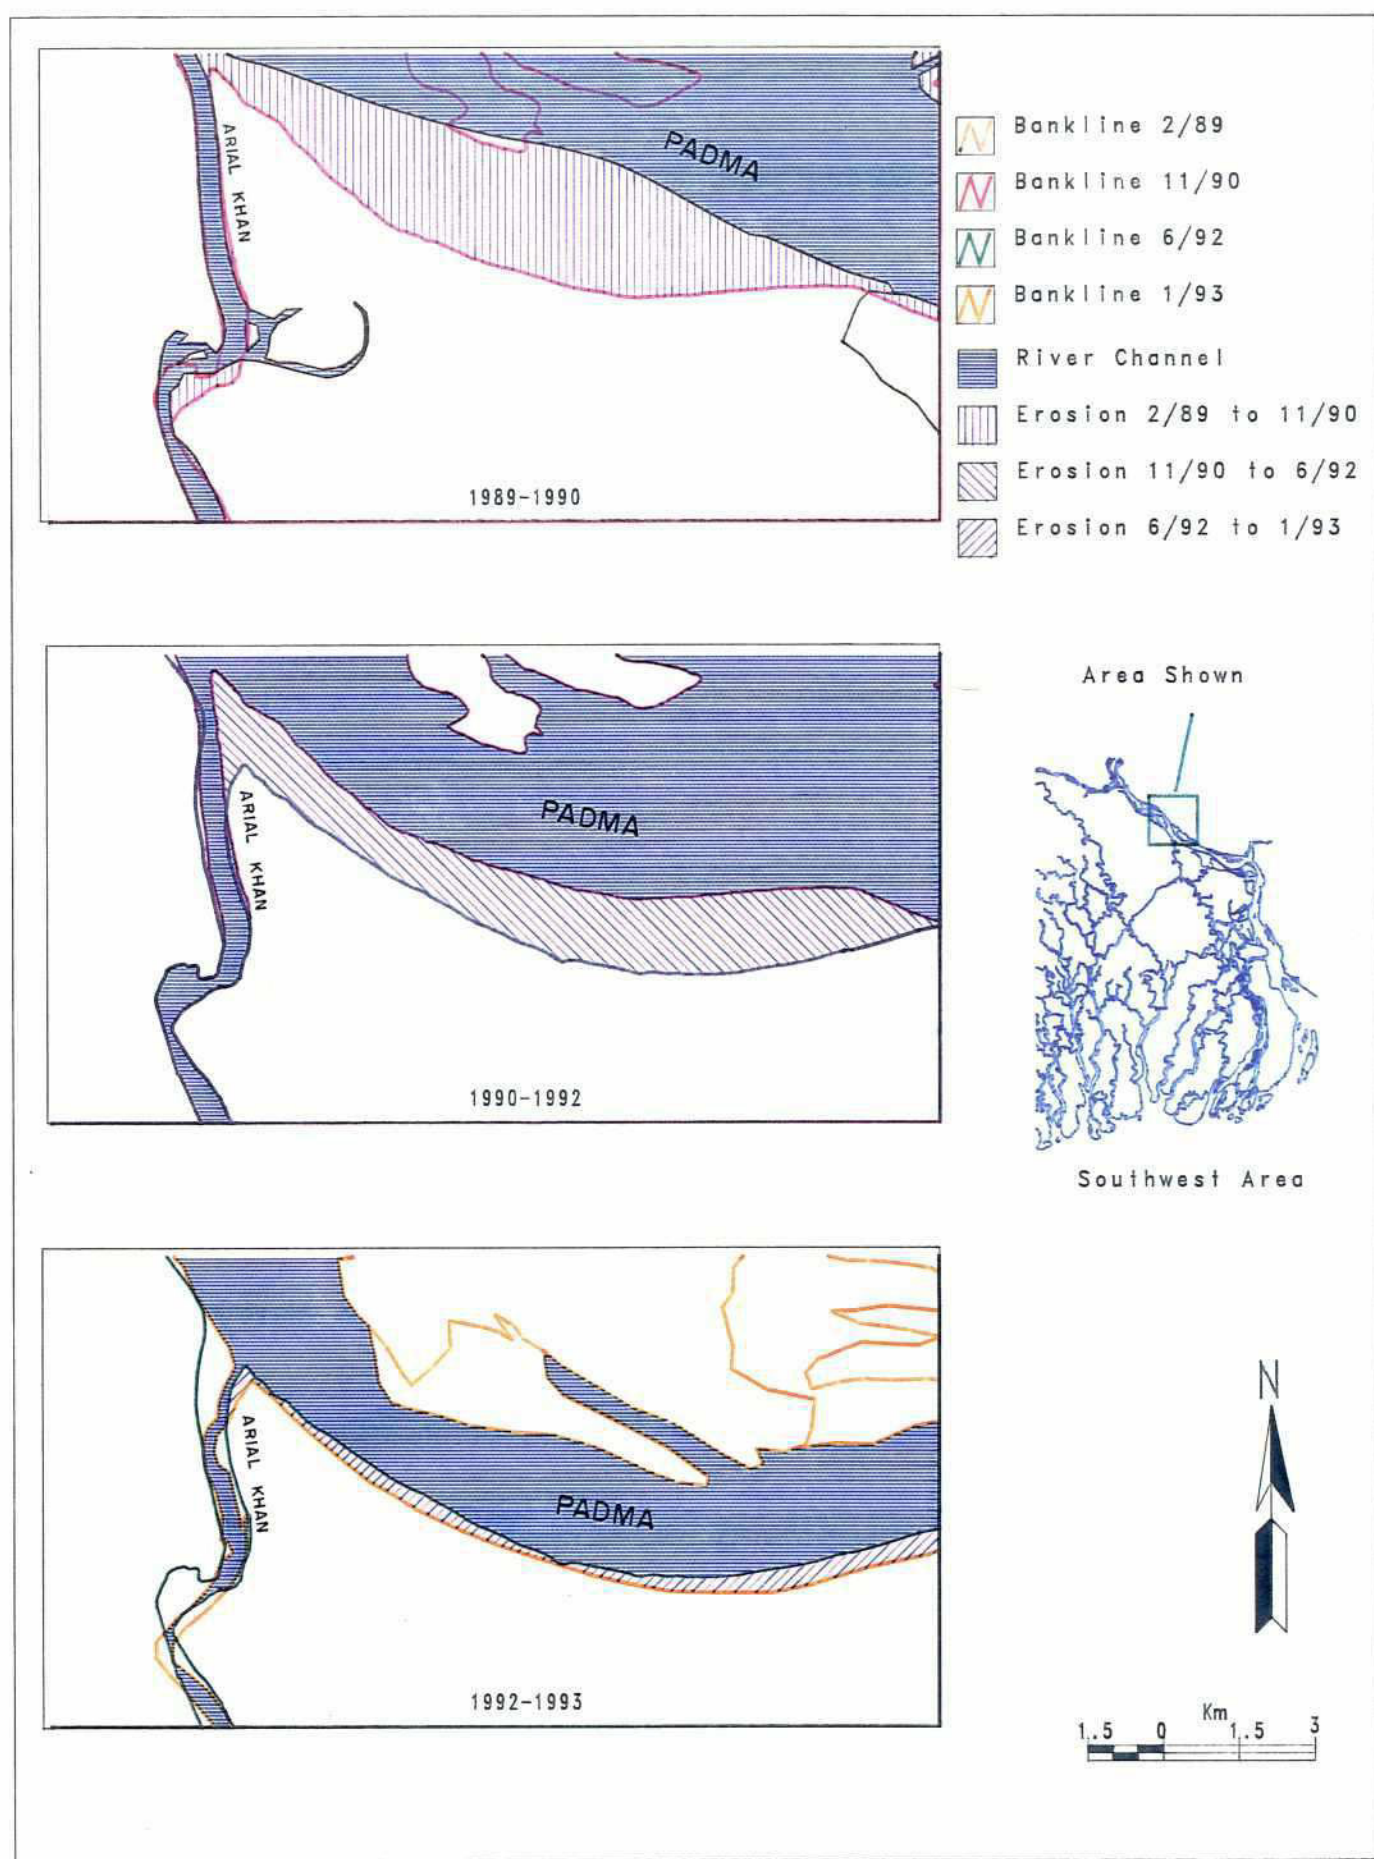 ARIAL KHAN
PADMA
1989-1990
Bankline 2/89
Bankline 11/90
Bankline 6/92
Bankline 1/93
River Channel
Erosion 2/89 to 11/90
Erosion 11/90 to 6/92
Erosion 6/92 to 1/93
ARIAL KHAN
PADMA
1990-1992
Area Shown
Southwest Area
ARIAL KHAN
PADMA
1992-1993
N
Km
1.5 0 1.5 3